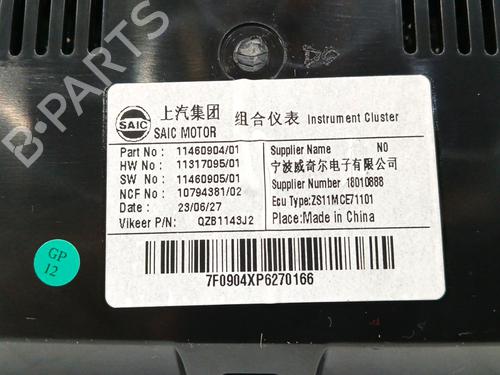 B-PARTS
SAIC
上汽集团
SAIC MOTOR
组合仪表 Instrument Cluster
Part No : 11460904/01
HW No : 11317095/01
SW No : 11460905/01
NCF No : 10794381/02
Date : 23/06/27
Vikeer P/N: QZB1143J2
Supplier Name NO
宁波威奇尔电子有限公司
Supplier Number 18010888
Ecu Type:ZS11MCE71101
Place:Made in China
7F0904XP6270166
GP
12